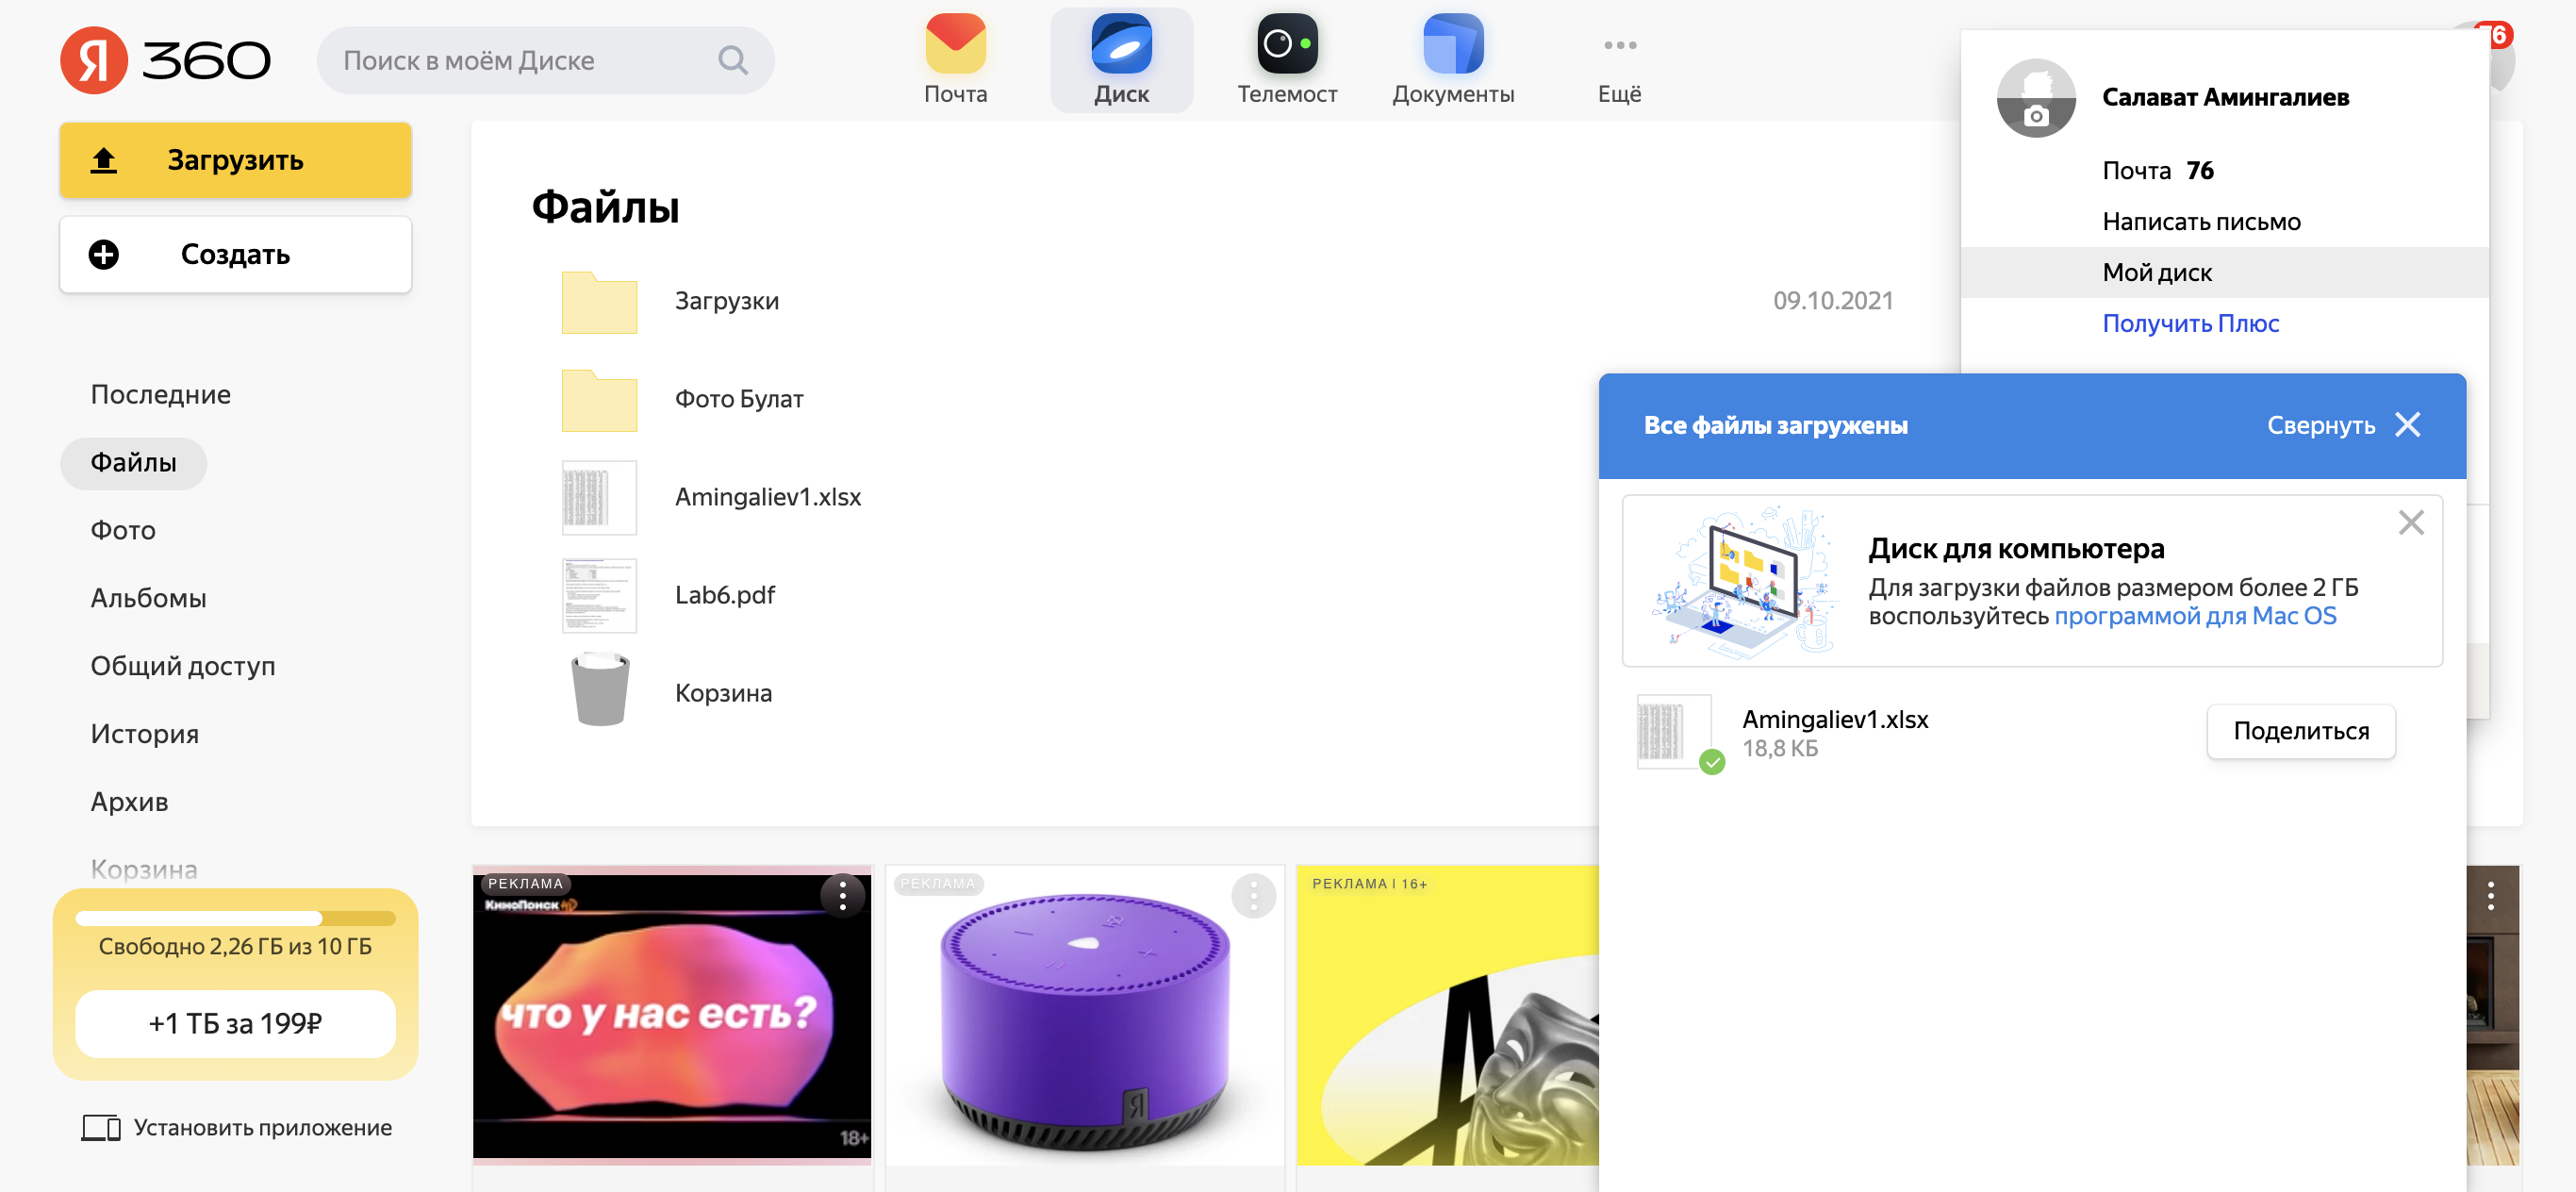 Я 360
Поиск в моём Диске
Почта
Диск
Телемост
Документы
Ещё
76
Загрузить
Создать
Последние
Файлы
Фото
Альбомы
Общий доступ
История
Архив
Корзина
Свободно 2,26 ГБ из 10 ГБ
+1 ТБ за 199₽
Установить приложение
Файлы
Загрузки
09.10.2021
Фото Булат
Amingaliev1.xlsx
Lab6.pdf
Корзина
Салават Амингалиев
Почта 76
Написать письмо
Мой диск
Получить Плюс
Все файлы загружены
Свернуть
Диск для компьютера
Для загрузки файлов размером более 2 ГБ
воспользуйтесь программой для Mac OS
Amingaliev1.xlsx
18,8 КБ
Поделиться
РЕКЛАМА
КиноПоиск HD
что у нас есть?
18+
РЕКЛАМА
Я
РЕКЛАМА | 16+